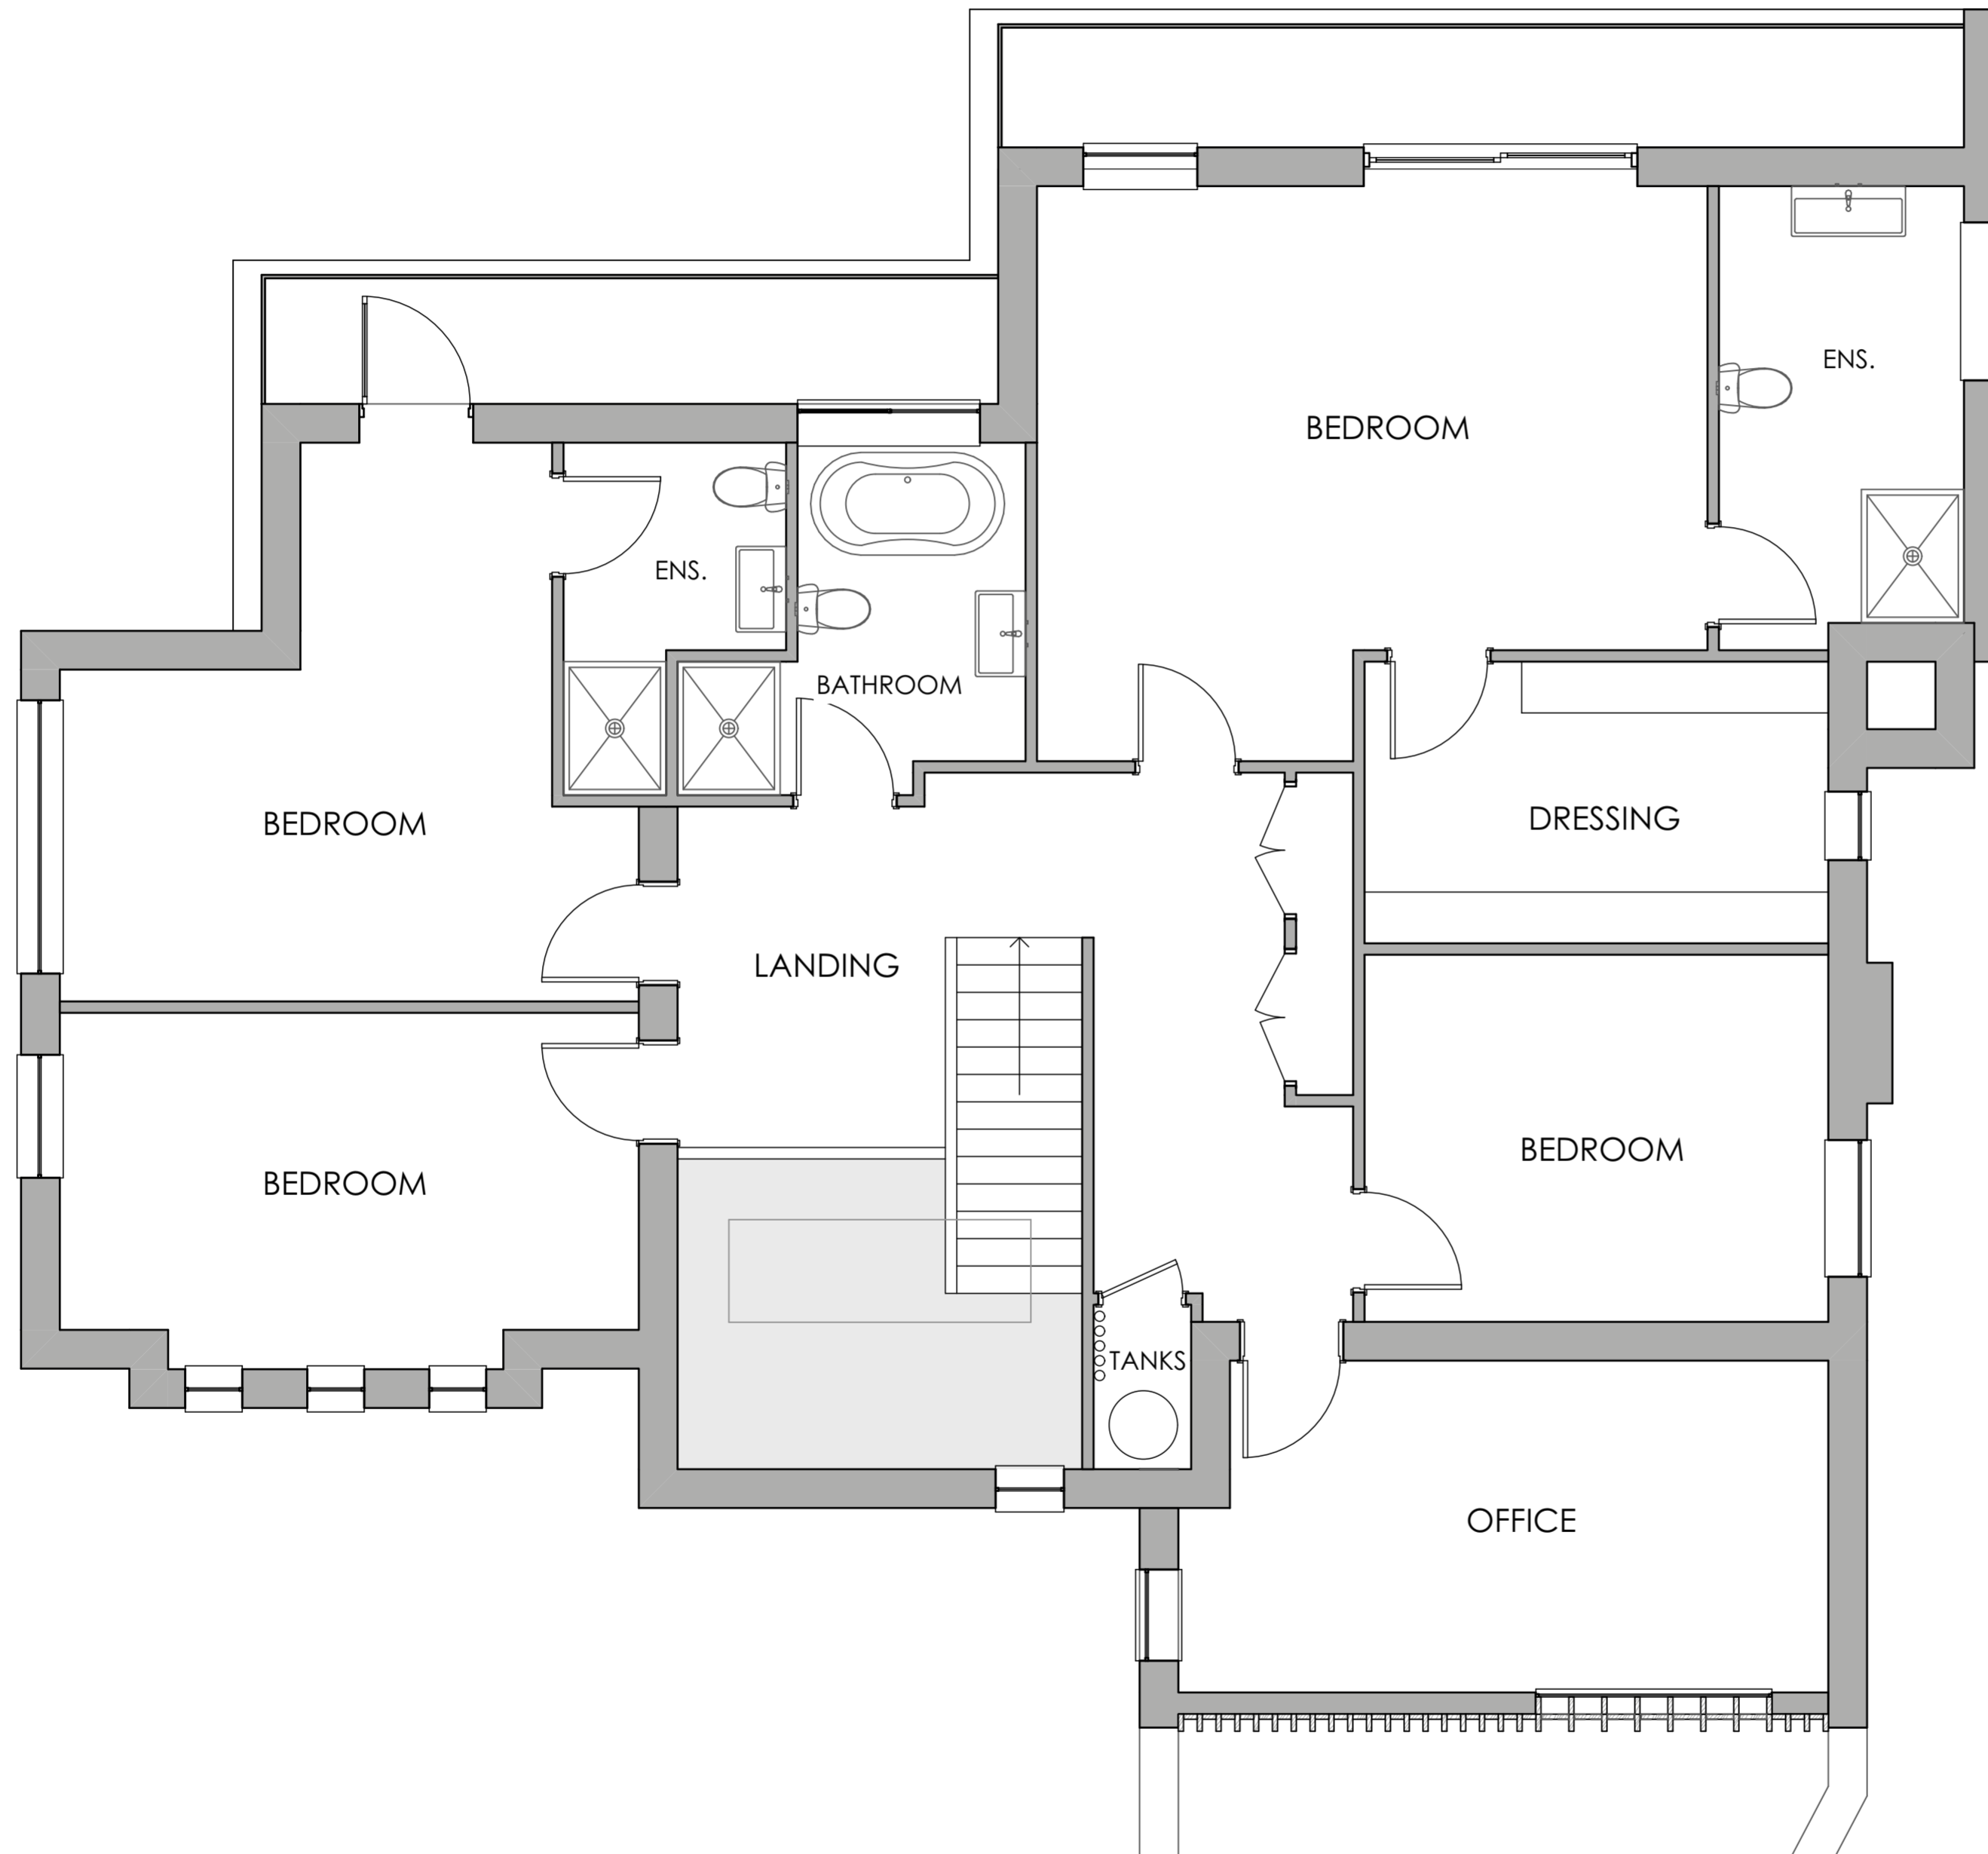 ENS.
BEDROOM
ENS.
BATHROOM
DRESSING
BEDROOM
LANDING
BEDROOM
BEDROOM
TANKS
OFFICE